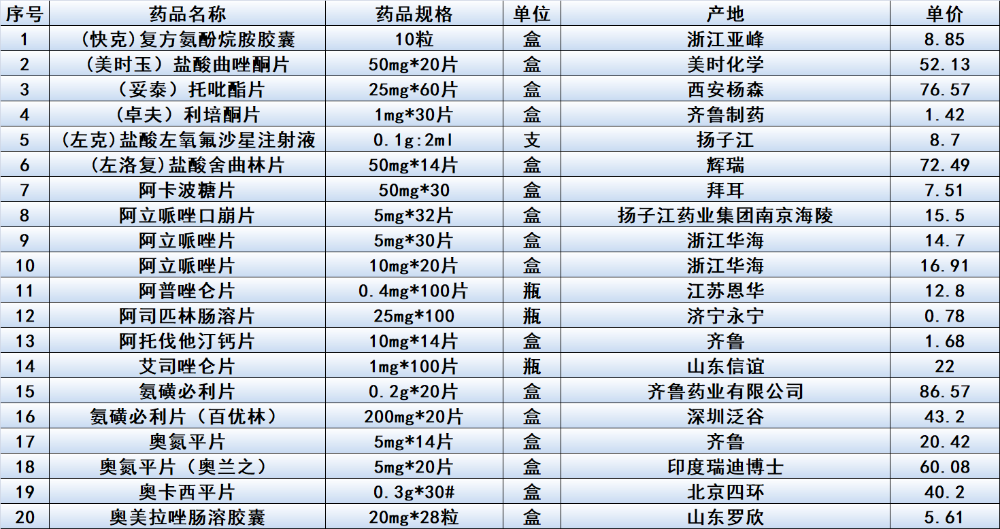 序号 药品名称 药品规格 单位 产地 单价
1 (快克)复方氨酚烷胺胶囊 10粒 盒 浙江亚峰 8.85
2 （美时玉）盐酸曲唑酮片 50mg*20片 盒 美时化学 52.13
3 （妥泰）托吡酯片 25mg*60片 盒 西安杨森 76.57
4 （卓夫）利培酮片 1mg*30片 盒 齐鲁制药 1.42
5 (左克)盐酸左氧氟沙星注射液 0.1g:2ml 支 扬子江 8.7
6 (左洛复)盐酸舍曲林片 50mg*14片 盒 辉瑞 72.49
7 阿卡波糖片 50mg*30 盒 拜耳 7.51
8 阿立哌唑口崩片 5mg*32片 盒 扬子江药业集团南京海陵 15.5
9 阿立哌唑片 5mg*30片 盒 浙江华海 14.7
10 阿立哌唑片 10mg*20片 盒 浙江华海 16.91
11 阿普唑仑片 0.4mg*100片 瓶 江苏恩华 12.8
12 阿司匹林肠溶片 25mg*100 瓶 济宁永宁 0.78
13 阿托伐他汀钙片 10mg*14片 盒 齐鲁 1.68
14 艾司唑仑片 1mg*100片 瓶 山东信谊 22
15 氨磺必利片 0.2g*20片 盒 齐鲁药业有限公司 86.57
16 氨磺必利片（百优林） 200mg*20片 盒 深圳泛谷 43.2
17 奥氮平片 5mg*14片 盒 齐鲁 20.42
18 奥氮平片（奥兰之） 5mg*20片 盒 印度瑞迪博士 60.08
19 奥卡西平片 0.3g*30# 盒 北京四环 40.2
20 奥美拉唑肠溶胶囊 20mg*28粒 盒 山东罗欣 5.61